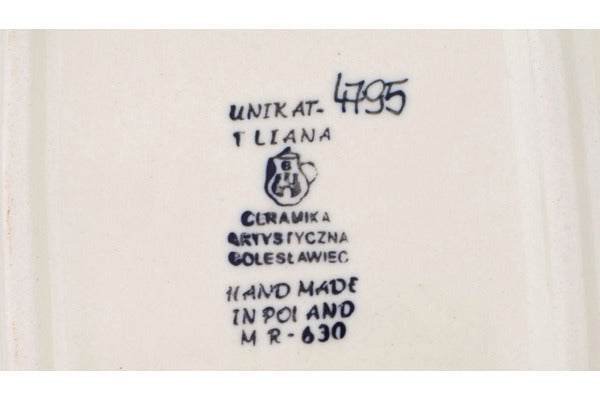 UNIKAT- 4795
T LIANA
B
CERAMIKA
ARTYSTYCZNA
BOLESŁAWIEC
HAND MADE
IN POLAND
M R - 630